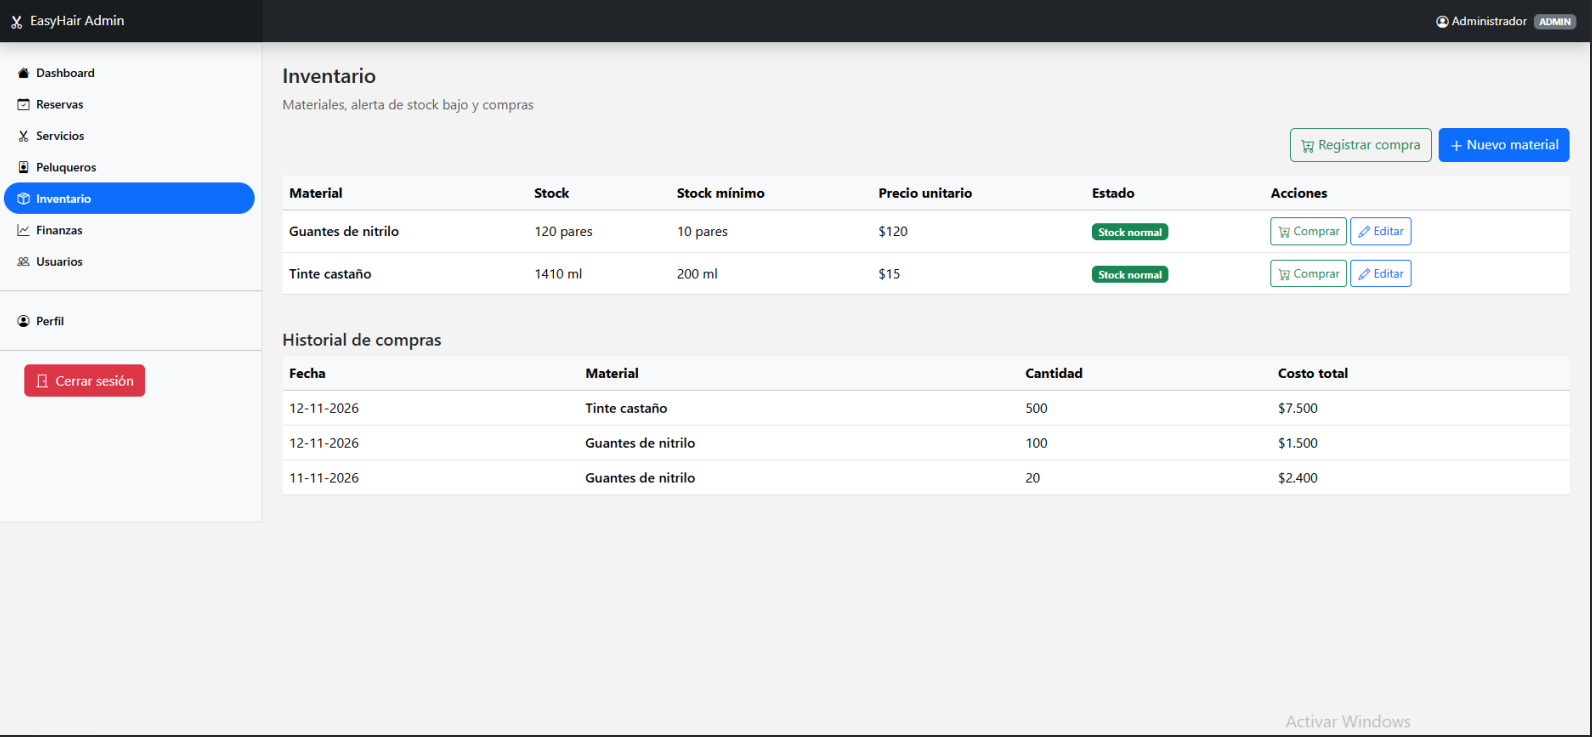 EasyHair Admin
Administrador ADMIN
Dashboard
Reservas
Servicios
Peluqueros
Inventario
Finanzas
Usuarios
Perfil
Cerrar sesión
Inventario
Materiales, alerta de stock bajo y compras
Registrar compra
+ Nuevo material
Material Stock Stock mínimo Precio unitario Estado Acciones
Guantes de nitrilo 120 pares 10 pares $120 Stock normal Comprar Editar
Tinte castaño 1410 ml 200 ml $15 Stock normal Comprar Editar
Historial de compras
Fecha Material Cantidad Costo total
12-11-2026 Tinte castaño 500 $7.500
12-11-2026 Guantes de nitrilo 100 $1.500
11-11-2026 Guantes de nitrilo 20 $2.400
Activar Windows